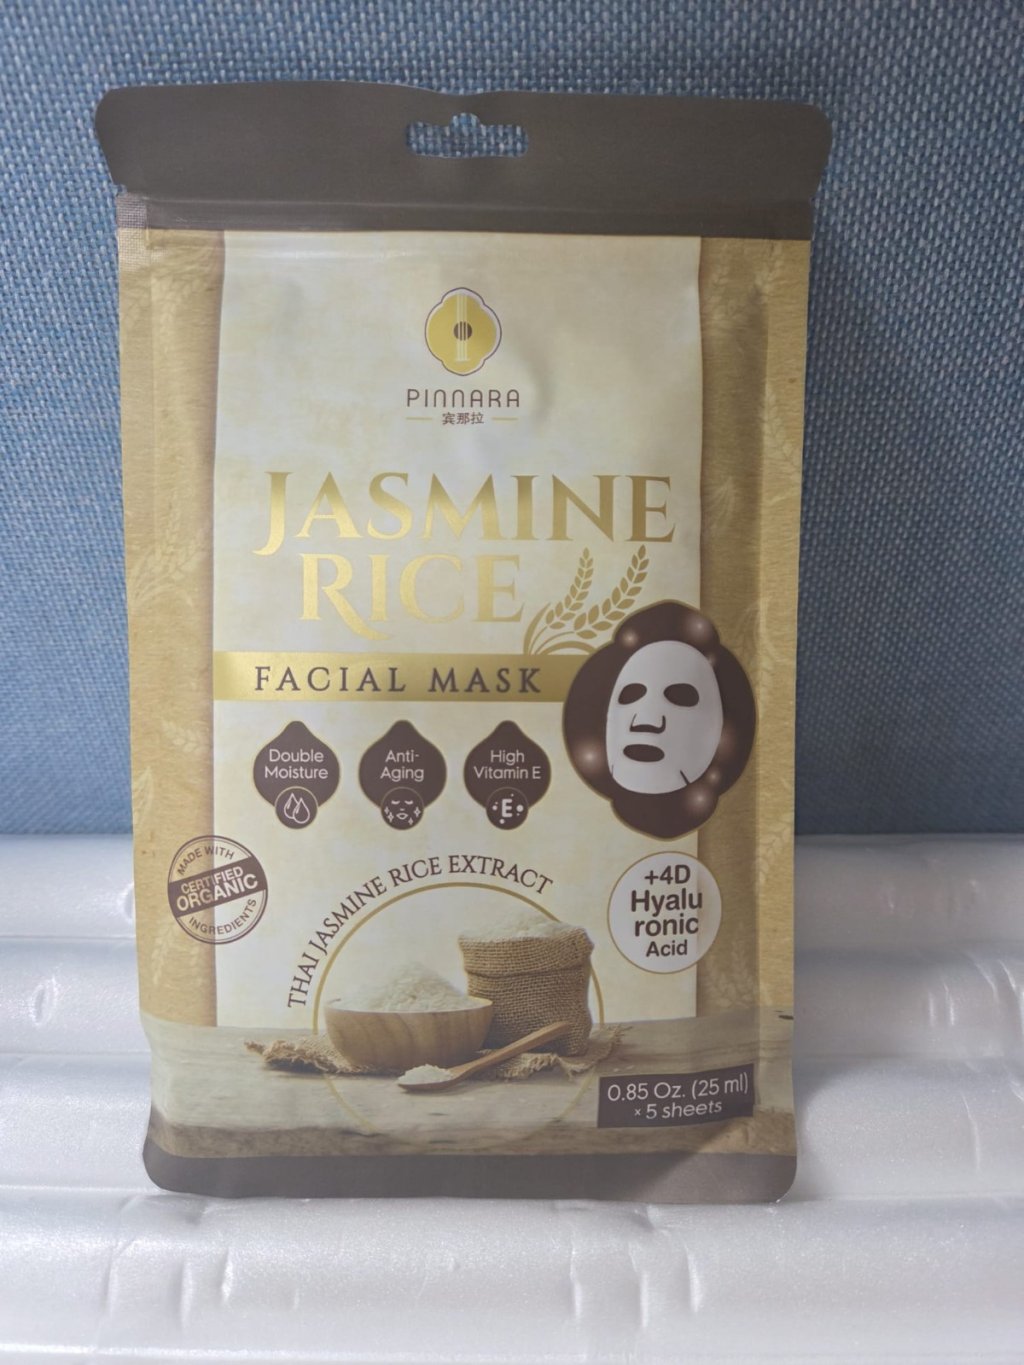 PINNARA
宾那拉
JASMINE
RICE
FACIAL MASK
Double
Moisture
Anti-
Aging
High
Vitamin E
E
MADE WITH
CERTIFIED
ORGANIC
INGREDIENTS
THAI JASMINE RICE EXTRACT
+4D
Hyalu
ronic
Acid
0.85 Oz. (25 ml)
× 5 sheets